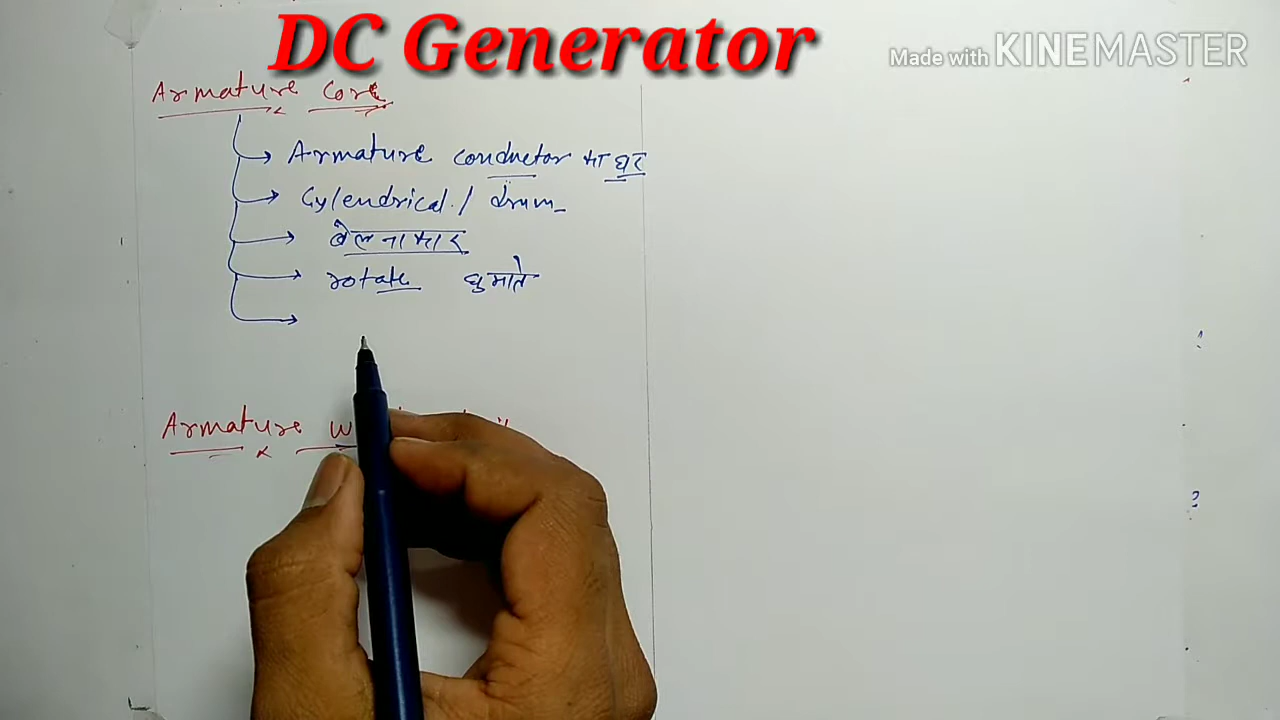 DC Generator
Made with KINEMASTER
Armature Core
Armature conductor का घर
Cylendrical / drum
बेलनाकार
rotate घुमाते
Armature